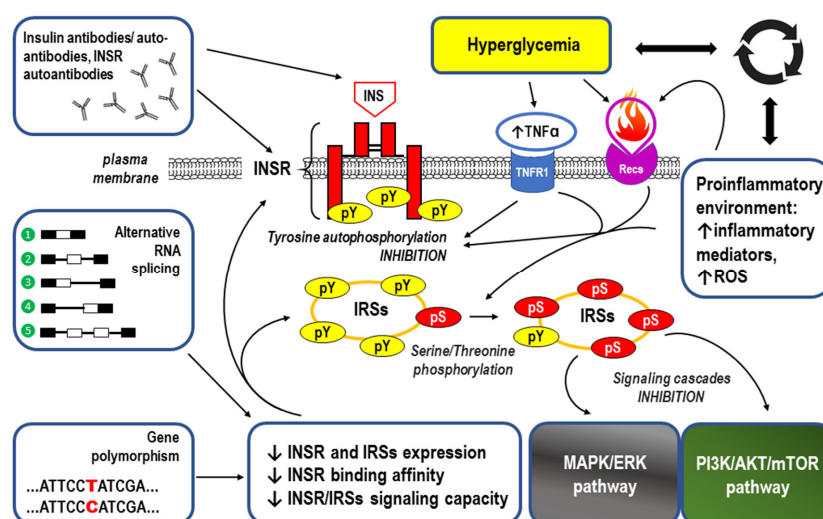 Insulin antibodies/ auto-
antibodies, INSR
autoantibodies
Hyperglycemia
INS
↑TNFα
TNFR1
Recs
plasma
membrane
INSR
pY
pY
pY
Tyrosine autophosphorylation
INHIBITION
Proinflammatory
environment:
↑inflammatory
mediators,
↑ROS
Alternative
RNA
splicing
1
2
3
4
5
pY
pY
IRSs
pS
pY
pY
pS
pS
IRSs
pS
pY
pS
Serine/Threonine
phosphorylation
Signaling cascades
INHIBITION
Gene
polymorphism
...ATTCCTATCGA...
...ATTCCCATCGA...
↓ INSR and IRSs expression
↓ INSR binding affinity
↓ INSR/IRSs signaling capacity
MAPK/ERK
pathway
PI3K/AKT/mTOR
pathway